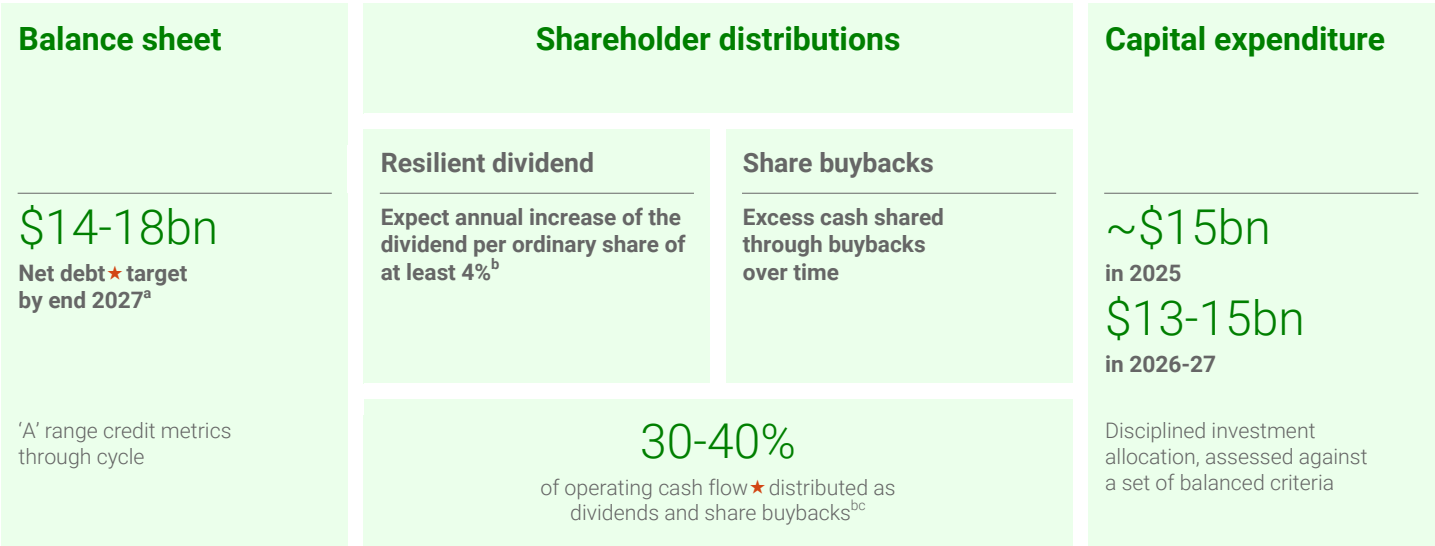 Balance sheet
$14-18bn
Net debt★ target
by end 2027ᵃ
‘A’ range credit metrics
through cycle
Shareholder distributions
Resilient dividend
Expect annual increase of the
dividend per ordinary share of
at least 4%ᵇ
Share buybacks
Excess cash shared
through buybacks
over time
30-40%
of operating cash flow★ distributed as
dividends and share buybacksᵇᶜ
Capital expenditure
~$15bn
in 2025
$13-15bn
in 2026-27
Disciplined investment
allocation, assessed against
a set of balanced criteria